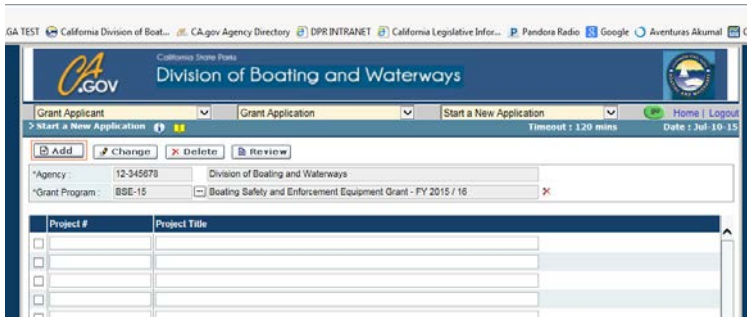 GA TEST California Division of Boat... CA.gov Agency Directory DPR INTRANET California Legislative Infor... Pandora Radio Google Aventuras Akumal
California State Parks
CA.GOV Division of Boating and Waterways
Grant Applicant Grant Application Start a New Application Home | Logout
> Start a New Application Timeout : 120 mins Date : Jul-10-15
Add Change Delete Review
*Agency : 12-345678 Division of Boating and Waterways
*Grant Program : BSE-15 Boating Safety and Enforcement Equipment Grant - FY 2015 / 16
Project # Project Title